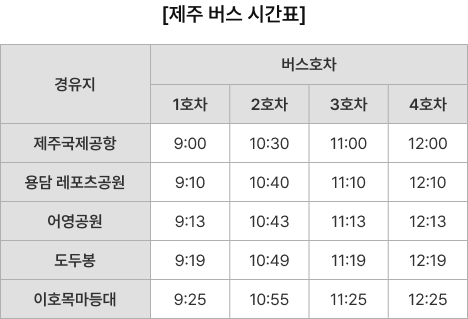 [제주 버스 시간표]
경유지 버스호차
1호차 2호차 3호차 4호차
제주국제공항 9:00 10:30 11:00 12:00
용담 레포츠공원 9:10 10:40 11:10 12:10
어영공원 9:13 10:43 11:13 12:13
도두봉 9:19 10:49 11:19 12:19
이호목마등대 9:25 10:55 11:25 12:25